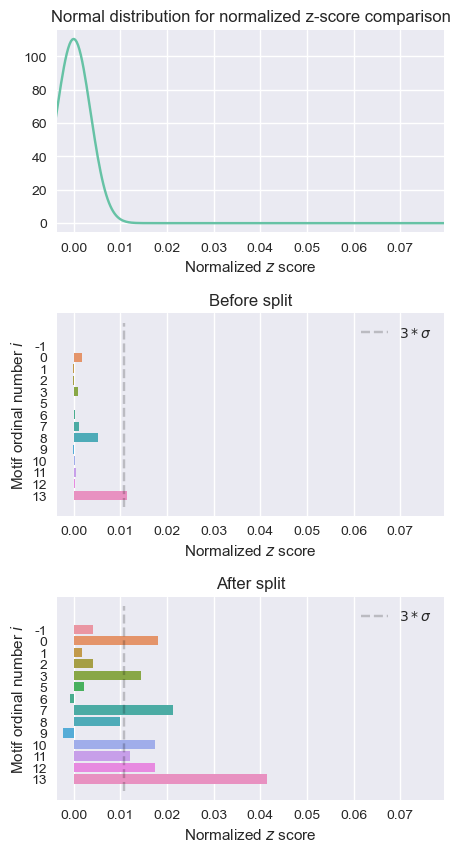 Normal distribution for normalized z-score comparison
100
80
60
40
20
0
0.00 0.01 0.02 0.03 0.04 0.05 0.06 0.07
Normalized z score
Before split
Motif ordinal number i
-1
0
1
2
3
5
6
7
8
9
10
11
12
13
3 * σ
0.00 0.01 0.02 0.03 0.04 0.05 0.06 0.07
Normalized z score
After split
Motif ordinal number i
-1
0
1
2
3
5
6
7
8
9
10
11
12
13
3 * σ
0.00 0.01 0.02 0.03 0.04 0.05 0.06 0.07
Normalized z score